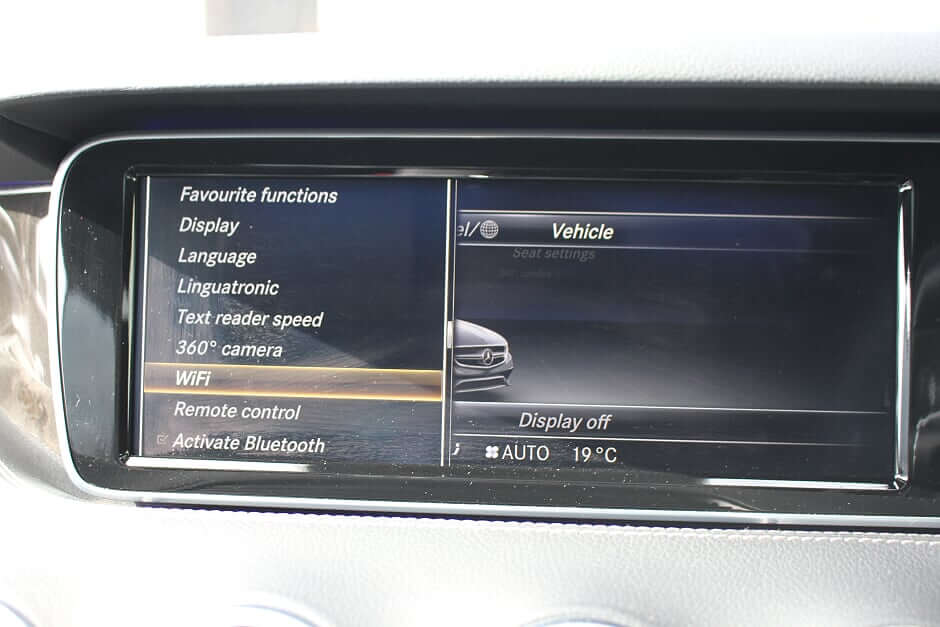 Favourite functions
Display
Language
Linguatronic
Text reader speed
360° camera
WiFi
Remote control
Activate Bluetooth
el/
Vehicle
Seat settings
Display off
AUTO 19 °C